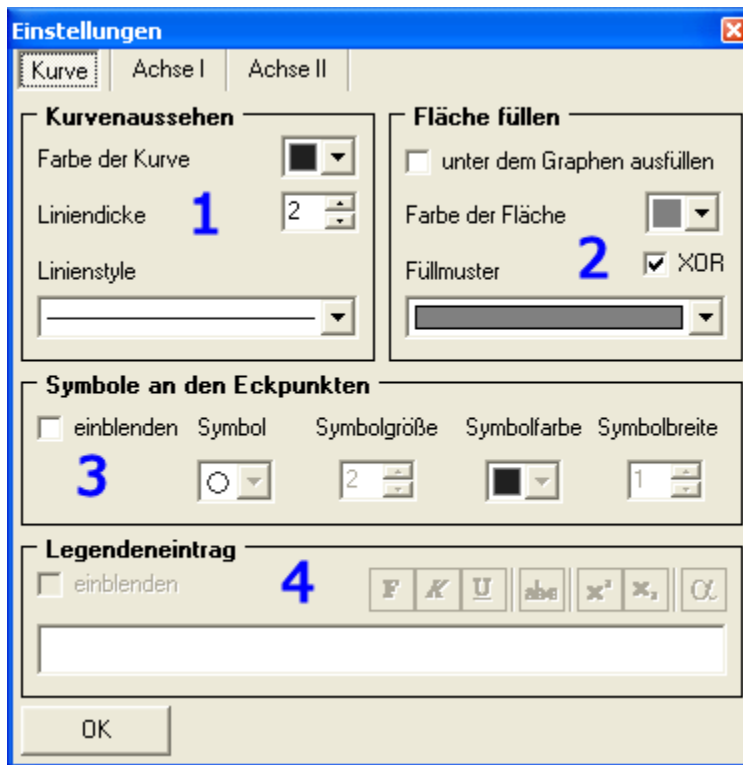 Einstellungen
Kurve Achse I Achse II
Kurvenaussehen
Farbe der Kurve
Liniendicke 1 2
Linienstyle
Fläche füllen
unter dem Graphen ausfüllen
Farbe der Fläche
Füllmuster 2 XOR
Symbole an den Eckpunkten
einblenden Symbol Symbolgröße Symbolfarbe Symbolbreite
3 2 1
Legendeneintrag
einblenden 4 F K U abc x² x₂ α
OK